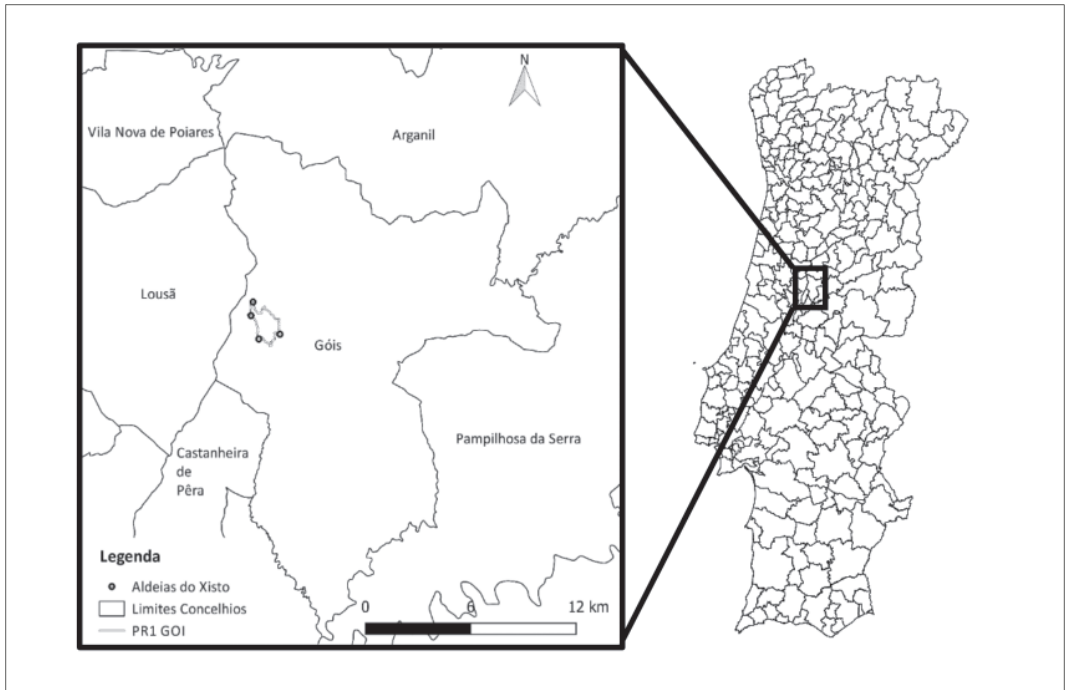 N
Vila Nova de Poiares
Arganil
Lousã
Góis
Pampilhosa da Serra
Castanheira
de
Pêra
Legenda
Aldeias do Xisto
Limites Concelhios
PR1 GOI
0 6 12 km